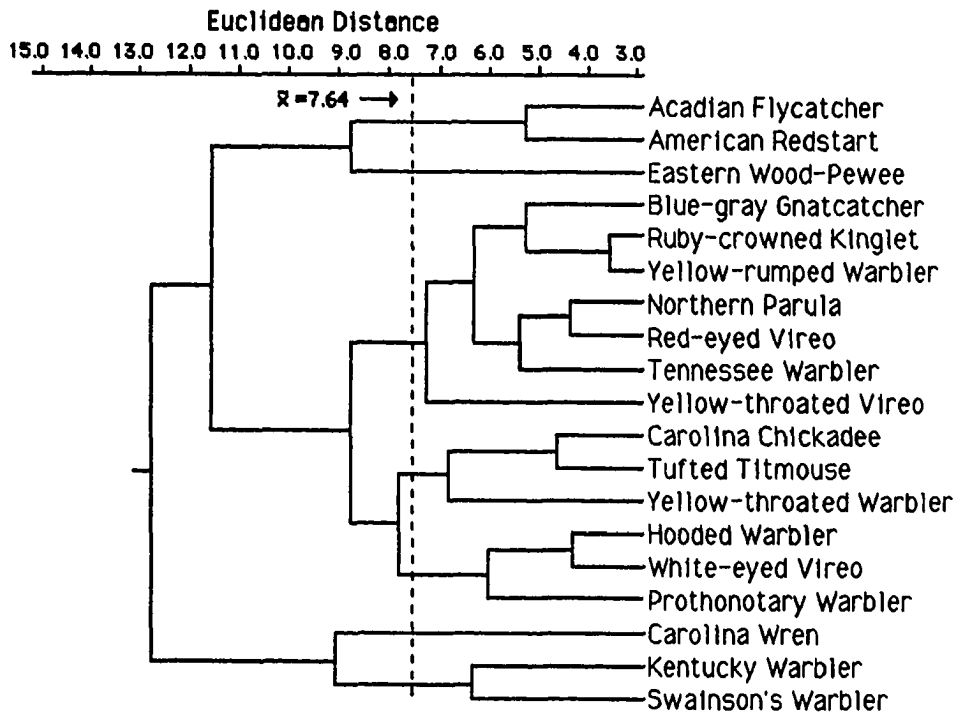 Euclidean Distance
15.0 14.0 13.0 12.0 11.0 10.0 9.0 8.0 7.0 6.0 5.0 4.0 3.0
x̄ =7.64
Acadian Flycatcher
American Redstart
Eastern Wood-Pewee
Blue-gray Gnatcatcher
Ruby-crowned Kinglet
Yellow-rumped Warbler
Northern Parula
Red-eyed Vireo
Tennessee Warbler
Yellow-throated Vireo
Carolina Chickadee
Tufted Titmouse
Yellow-throated Warbler
Hooded Warbler
White-eyed Vireo
Prothonotary Warbler
Carolina Wren
Kentucky Warbler
Swainson's Warbler